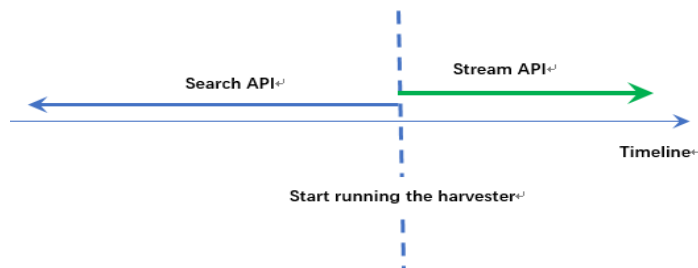 Stream API↵
Search API↵
Timeline↵
Start running the harvester↵